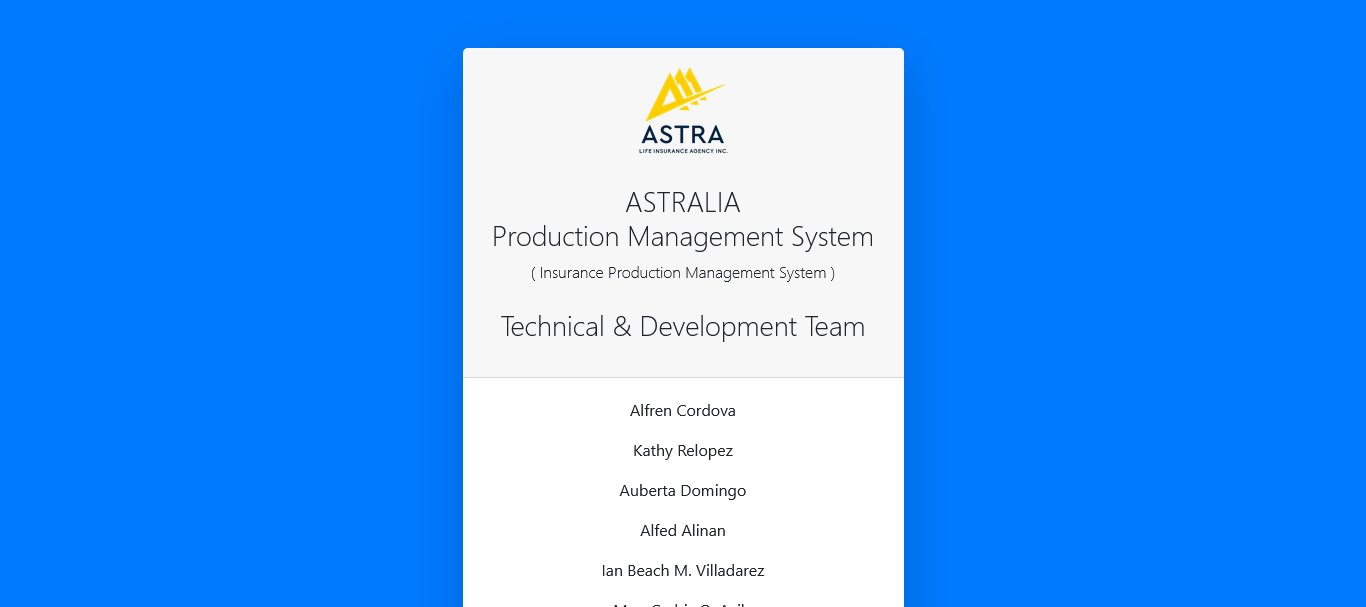 ASTRA
LIFE INSURANCE AGENCY INC.
ASTRALIA
Production Management System
( Insurance Production Management System )
Technical & Development Team
Alfren Cordova
Kathy Relopez
Auberta Domingo
Alfed Alinan
Ian Beach M. Villadarez